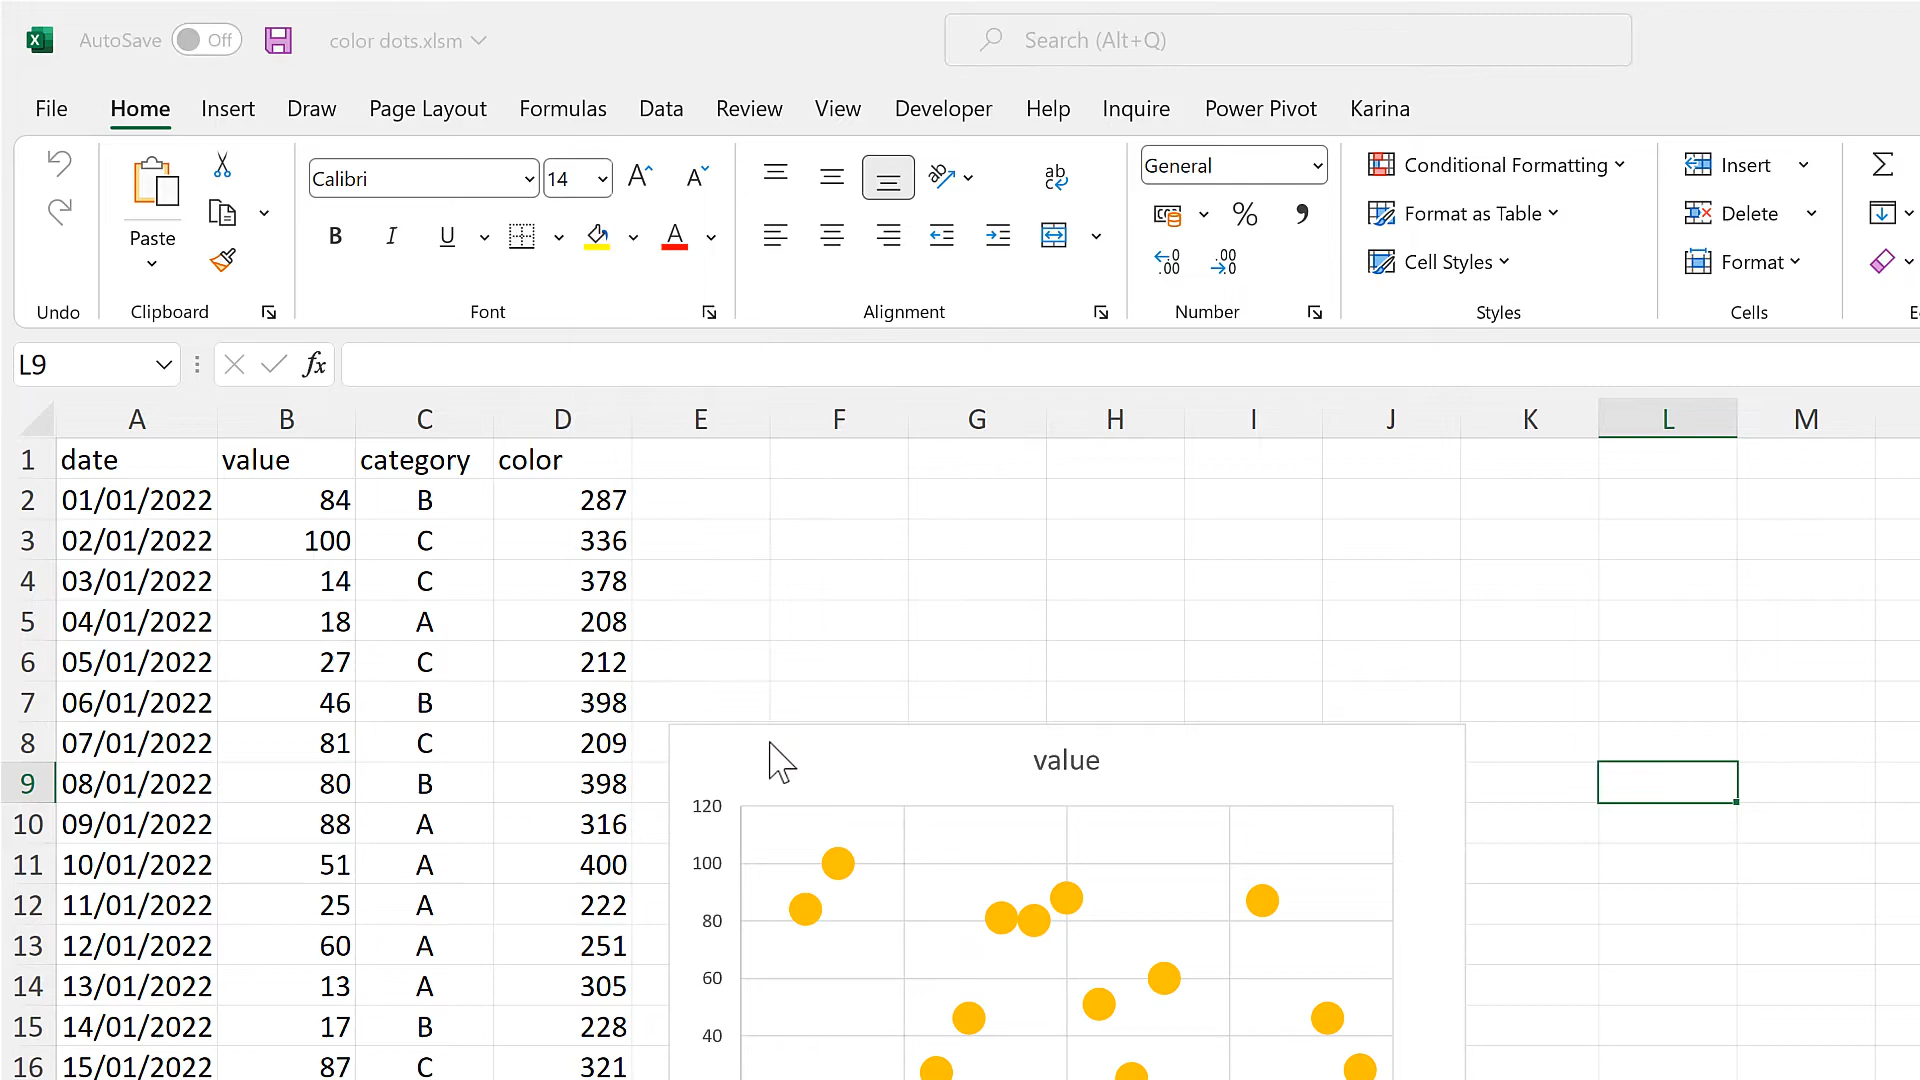 AutoSave Off color dots.xlsm Search (Alt+Q)
File Home Insert Draw Page Layout Formulas Data Review View Developer Help Inquire Power Pivot Karina
Paste
Calibri 14
B I U
ab
c
General
% 
Conditional Formatting
Format as Table
Cell Styles
Insert
Delete
Format
Undo Clipboard Font Alignment Number Styles Cells
L9 fx
A B C D E F G H I J K L M
1 date value category color
2 01/01/2022 84 B 287
3 02/01/2022 100 C 336
4 03/01/2022 14 C 378
5 04/01/2022 18 A 208
6 05/01/2022 27 C 212
7 06/01/2022 46 B 398
8 07/01/2022 81 C 209
9 08/01/2022 80 B 398
10 09/01/2022 88 A 316
11 10/01/2022 51 A 400
12 11/01/2022 25 A 222
13 12/01/2022 60 A 251
14 13/01/2022 13 A 305
15 14/01/2022 17 B 228
16 15/01/2022 87 C 321
value
120
100
80
60
40